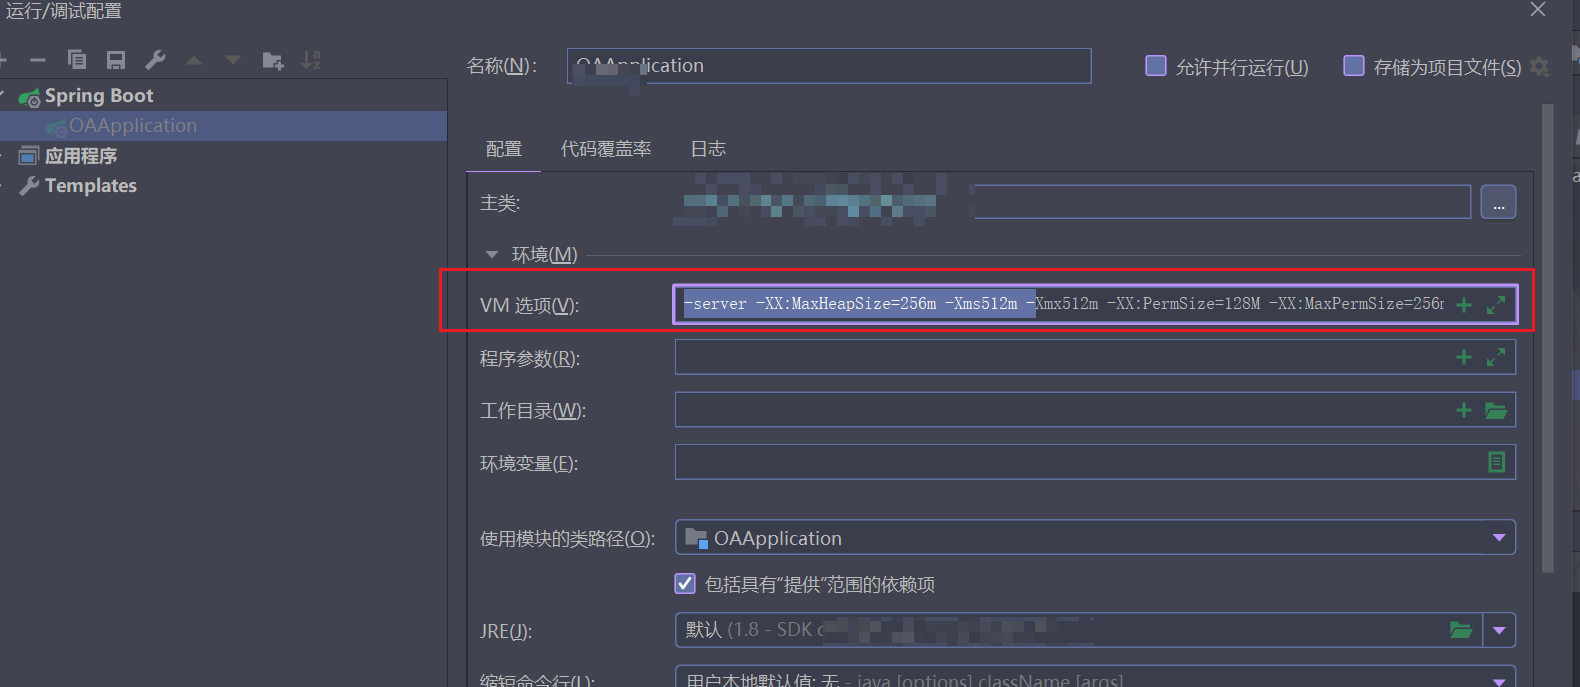 运行/调试配置
名称(N):
OAApplication
允许并行运行(U)
存储为项目文件(S)
Spring Boot
OAApplication
应用程序
Templates
配置
代码覆盖率
日志
主类:
...
环境(M)
VM 选项(V):
-server -XX:MaxHeapSize=256m -Xms512m -Xmx512m -XX:PermSize=128M -XX:MaxPermSize=256m
程序参数(R):
工作目录(W):
环境变量(E):
使用模块的类路径(O):
OAApplication
包括具有“提供”范围的依赖项
JRE(J):
默认 (1.8 - SDK
缩短命令行(L):
用户本地默认值: 无 - java [options] className [args]